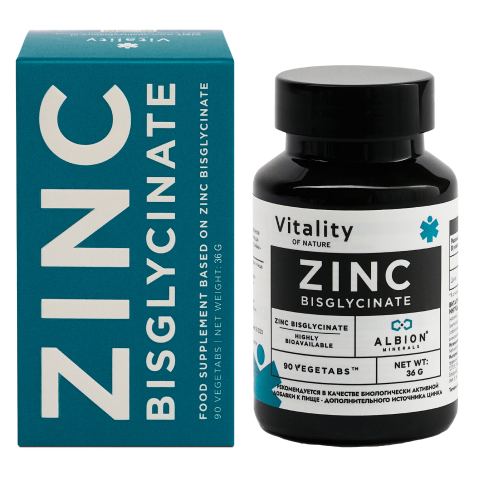 Vitality
ZINC
BISGLYCINATE
FOOD SUPPLEMENT BASED ON ZINC BISGLYCINATE
90 VEGETABS | NET WEIGHT: 36 G
Vitality
OF NATURE
ZINC
BISGLYCINATE
ZINC BISGLYCINATE
HIGHLY
BIOAVAILABLE
ALBION®
MINERALS
90 VEGETABS™
NET WT:
36 G
РЕКОМЕНДУЕТСЯ В КАЧЕСТВЕ БИОЛОГИЧЕСКИ АКТИВНОЙ
ДОБАВКИ К ПИЩЕ - ДОПОЛНИТЕЛЬНОГО ИСТОЧНИКА ЦИНКА